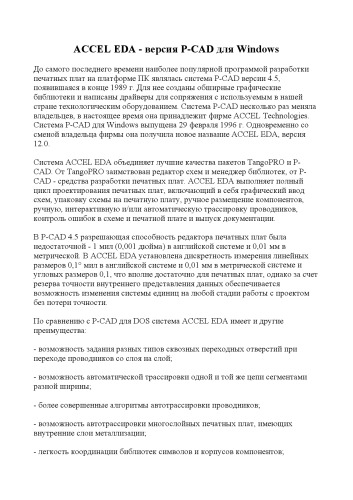 ACCEL EDA - версия P-CAD для Windows
До самого последнего времени наиболее популярной программой разработки
печатных плат на платформе ПК являлась система P-CAD версии 4.5,
появившаяся в конце 1989 г. Для нее созданы обширные графические
библиотеки и написаны драйверы для сопряжения с используемым в нашей
стране технологическим оборудованием. Система P-CAD несколько раз меняла
владельцев, в настоящее время она принадлежит фирме ACCEL Technologies.
Система P-CAD для Windows выпущена 29 февраля 1996 г. Одновременно со
сменой владельца фирмы она получила новое название ACCEL EDA, версия
12.0.
Система ACCEL EDA объединяет лучшие качества пакетов TangoPRO и P-
CAD. От TangoPRO заимствован редактор схем и менеджер библиотек, от P-
CAD - средства разработки печатных плат. ACCEL EDA выполняет полный
цикл проектирования печатных плат, включающий в себя графический ввод
схем, упаковку схемы на печатную плату, ручное размещение компонентов,
ручную, интерактивную и/или автоматическую трассировку проводников,
контроль ошибок в схеме и печатной плате и выпуск документации.
В P-CAD 4.5 разрешающая способность редактора печатных плат была
недостаточной - 1 мил (0,001 дюйма) в английской системе и 0,01 мм в
метрической. В ACCEL EDA установлена дискретность измерения линейных
размеров 0,1° мил в английской системе и 0,01 мм в метрической системе и
угловых размеров 0,1, что вполне достаточно для печатных плат, однако за счет
резерва точности внутреннего представления данных обеспечивается
возможность изменения системы единиц на любой стадии работы с проектом
без потери точности.
По сравнению с P-CAD для DOS система ACCEL EDA имеет и другие
преимущества:
- возможность задания разных типов сквозных переходных отверстий при
переходе проводников со слоя на слой;
- возможность автоматической трассировки одной и той же цепи сегментами
разной ширины;
- более совершенные алгоритмы автотрассировки проводников;
- возможность автотрассировки многослойных печатных плат, имеющих
внутренние слои металлизации;
- легкость координации библиотек символов и корпусов компонентов;